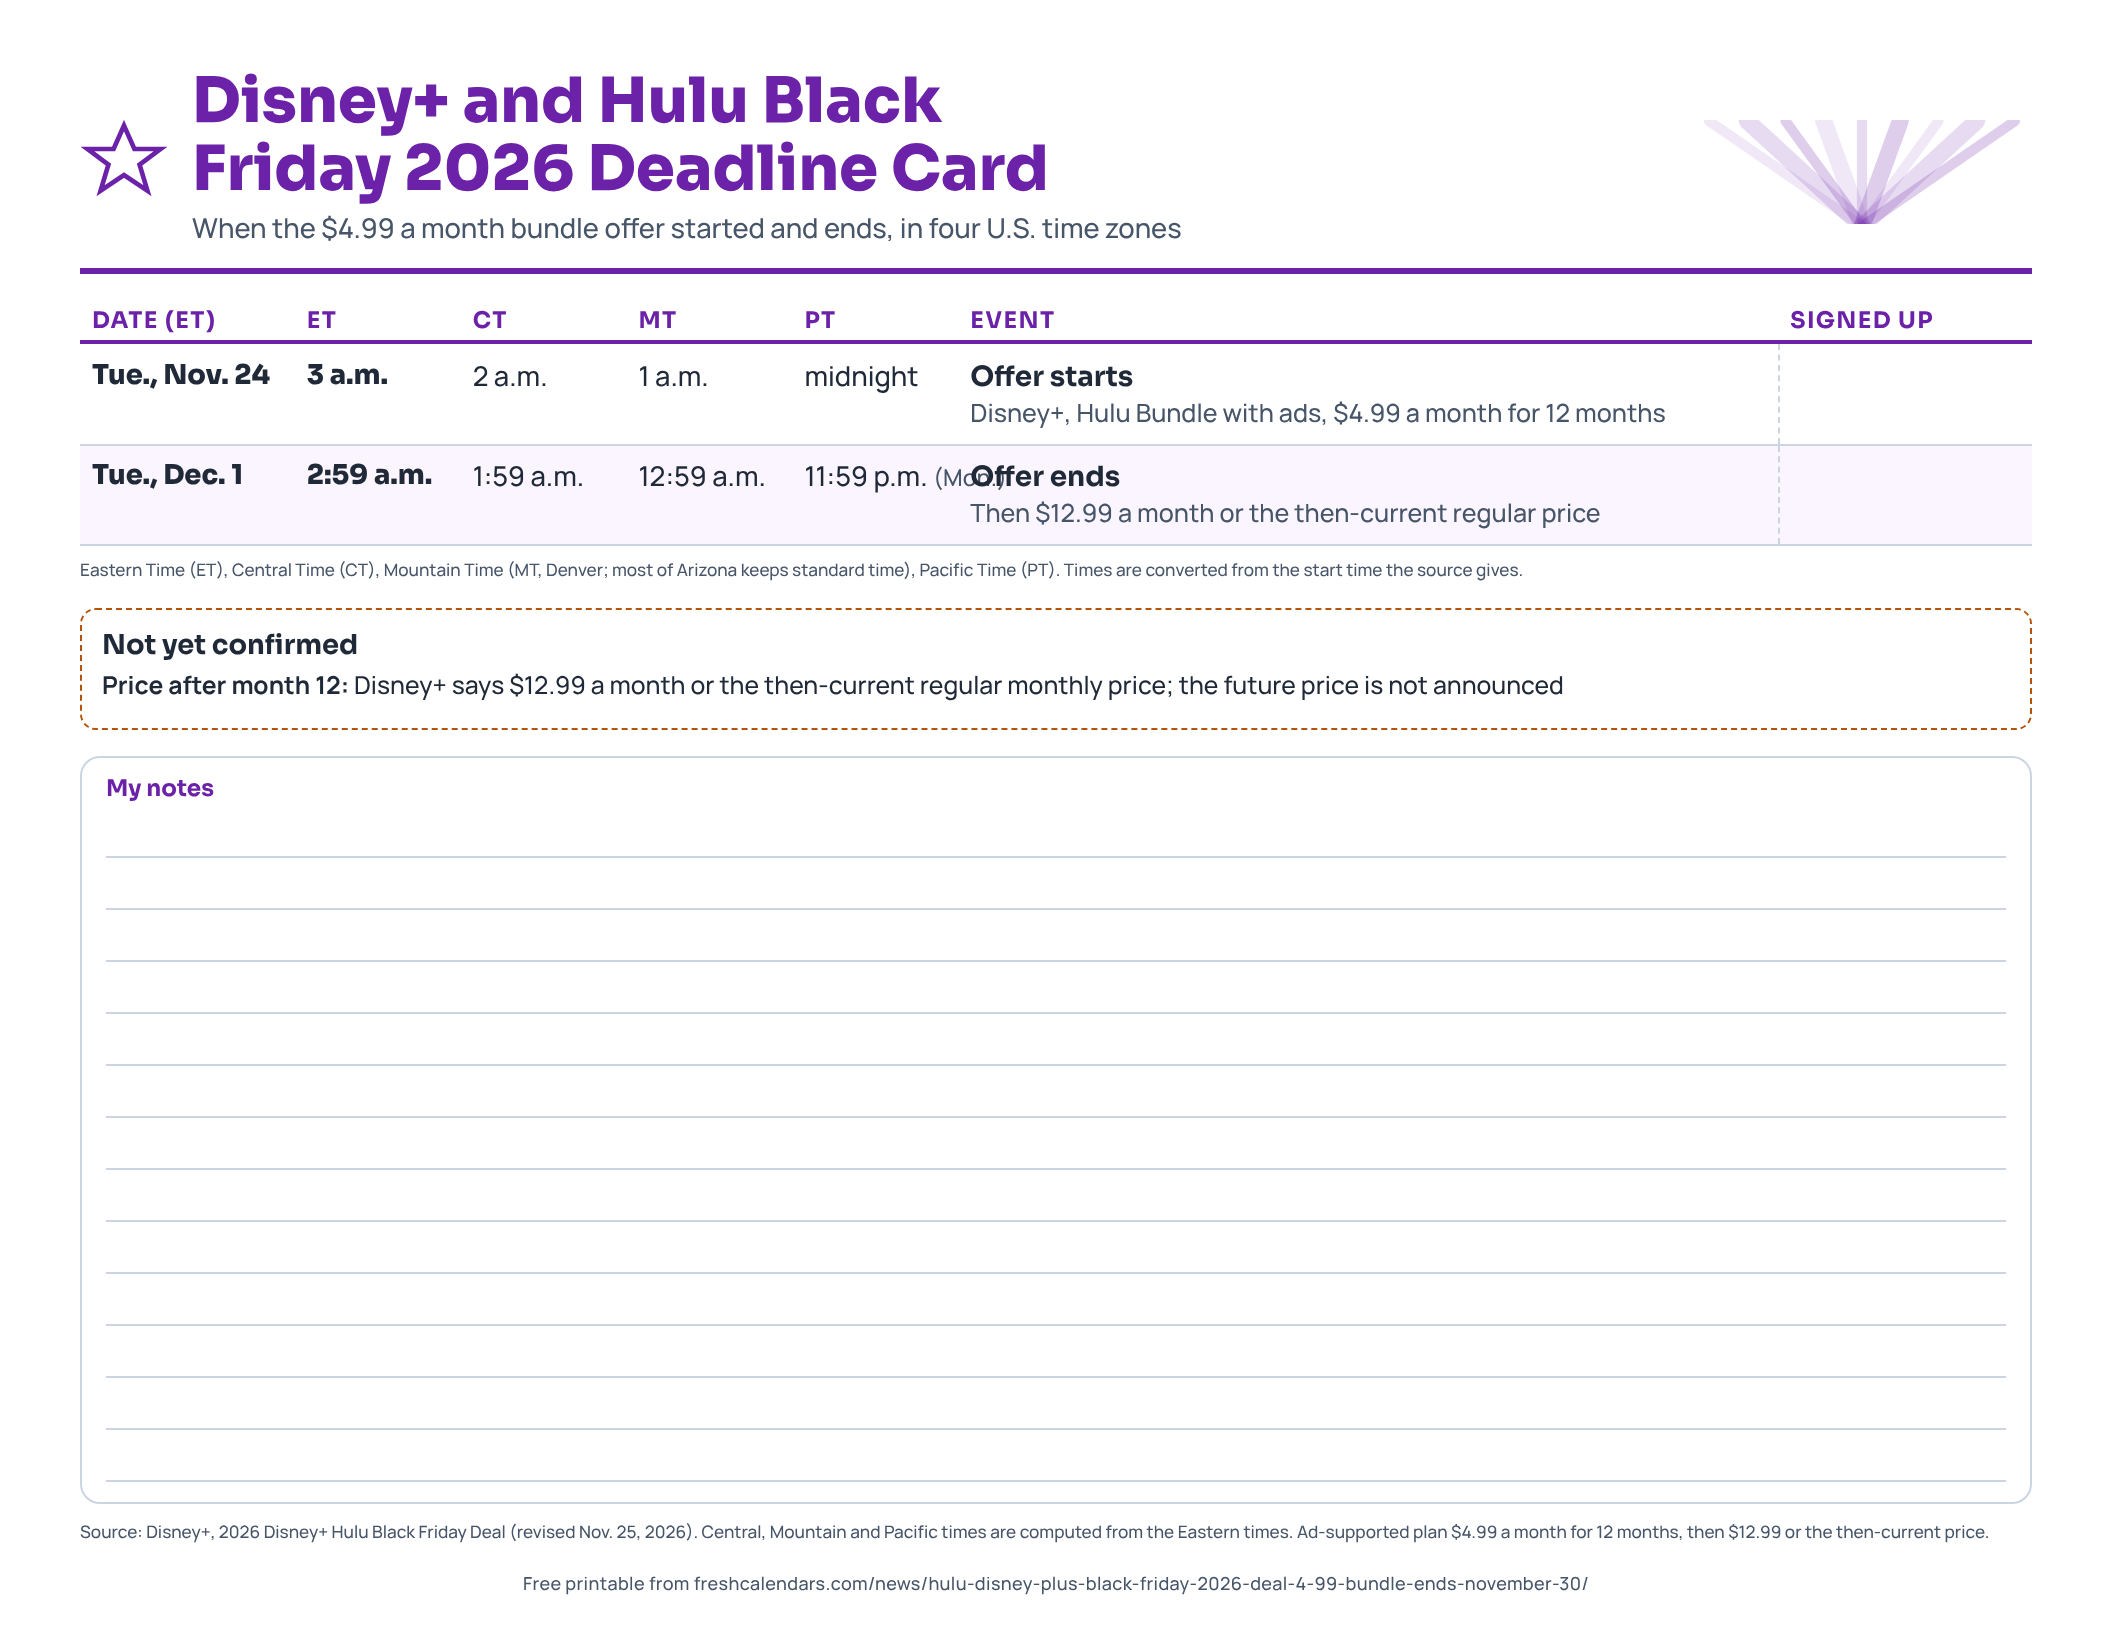 Disney+ and Hulu Black
Friday 2026 Deadline Card
When the $4.99 a month bundle offer started and ends, in four U.S. time zones
DATE (ET) ET CT MT PT EVENT SIGNED UP
Tue., Nov. 24 3 a.m. 2 a.m. 1 a.m. midnight Offer starts
Disney+, Hulu Bundle with ads, $4.99 a month for 12 months
Tue., Dec. 1 2:59 a.m. 1:59 a.m. 12:59 a.m. 11:59 p.m. (Mon.) Offer ends
Then $12.99 a month or the then-current regular price
Eastern Time (ET), Central Time (CT), Mountain Time (MT, Denver; most of Arizona keeps standard time), Pacific Time (PT). Times are converted from the start time the source gives.
Not yet confirmed
Price after month 12: Disney+ says $12.99 a month or the then-current regular monthly price; the future price is not announced
My notes
Source: Disney+, 2026 Disney+ Hulu Black Friday Deal (revised Nov. 25, 2026). Central, Mountain and Pacific times are computed from the Eastern times. Ad-supported plan $4.99 a month for 12 months, then $12.99 or the then-current price.
Free printable from freshcalendars.com/news/hulu-disney-plus-black-friday-2026-deal-4-99-bundle-ends-november-30/